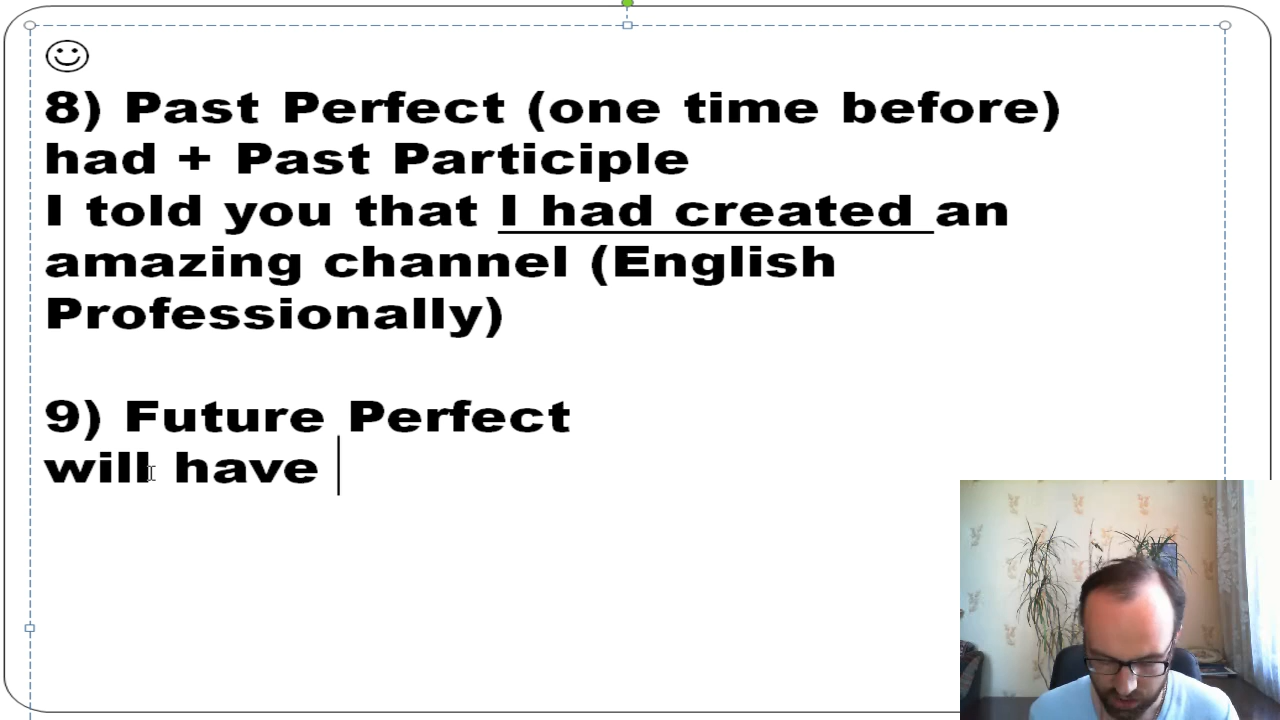 8) Past Perfect (one time before)
had + Past Participle
I told you that I had created an
amazing channel (English
Professionally)
9) Future Perfect
will have